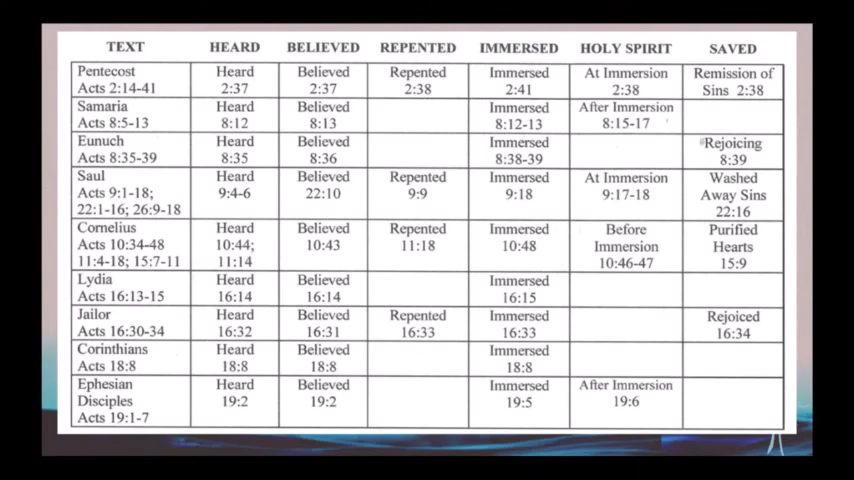 TEXT HEARD BELIEVED REPENTED IMMERSED HOLY SPIRIT SAVED
Pentecost Heard Believed Repented Immersed At Immersion Remission of
Acts 2:14-41 2:37 2:37 2:38 2:41 2:38 Sins 2:38
Samaria Heard Believed Immersed After Immersion
Acts 8:5-13 8:12 8:13 8:12-13 8:15-17
Eunuch Heard Believed Immersed Rejoicing
Acts 8:35-39 8:35 8:36 8:38-39 8:39
Saul Heard Believed Repented Immersed At Immersion Washed
Acts 9:1-18; 9:4-6 22:10 9:9 9:18 9:17-18 Away Sins
22:1-16; 26:9-18 22:16
Cornelius Heard Believed Repented Immersed Before Purified
Acts 10:34-48 10:44; 10:43 11:18 10:48 Immersion Hearts
11:4-18; 15:7-11 11:14 10:46-47 15:9
Lydia Heard Believed Immersed
Acts 16:13-15 16:14 16:14 16:15
Jailor Heard Believed Repented Immersed Rejoiced
Acts 16:30-34 16:32 16:31 16:33 16:33 16:34
Corinthians Heard Believed Immersed
Acts 18:8 18:8 18:8 18:8
Ephesian Heard Believed Immersed After Immersion
Disciples 19:2 19:2 19:5 19:6
Acts 19:1-7